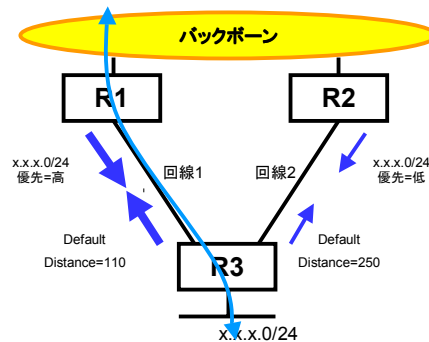 バックボーン
R1
R2
x.x.x.0/24
優先=高
回線1
回線2
x.x.x.0/24
優先=低
Default
Distance=110
R3
Default
Distance=250
x.x.x.0/24